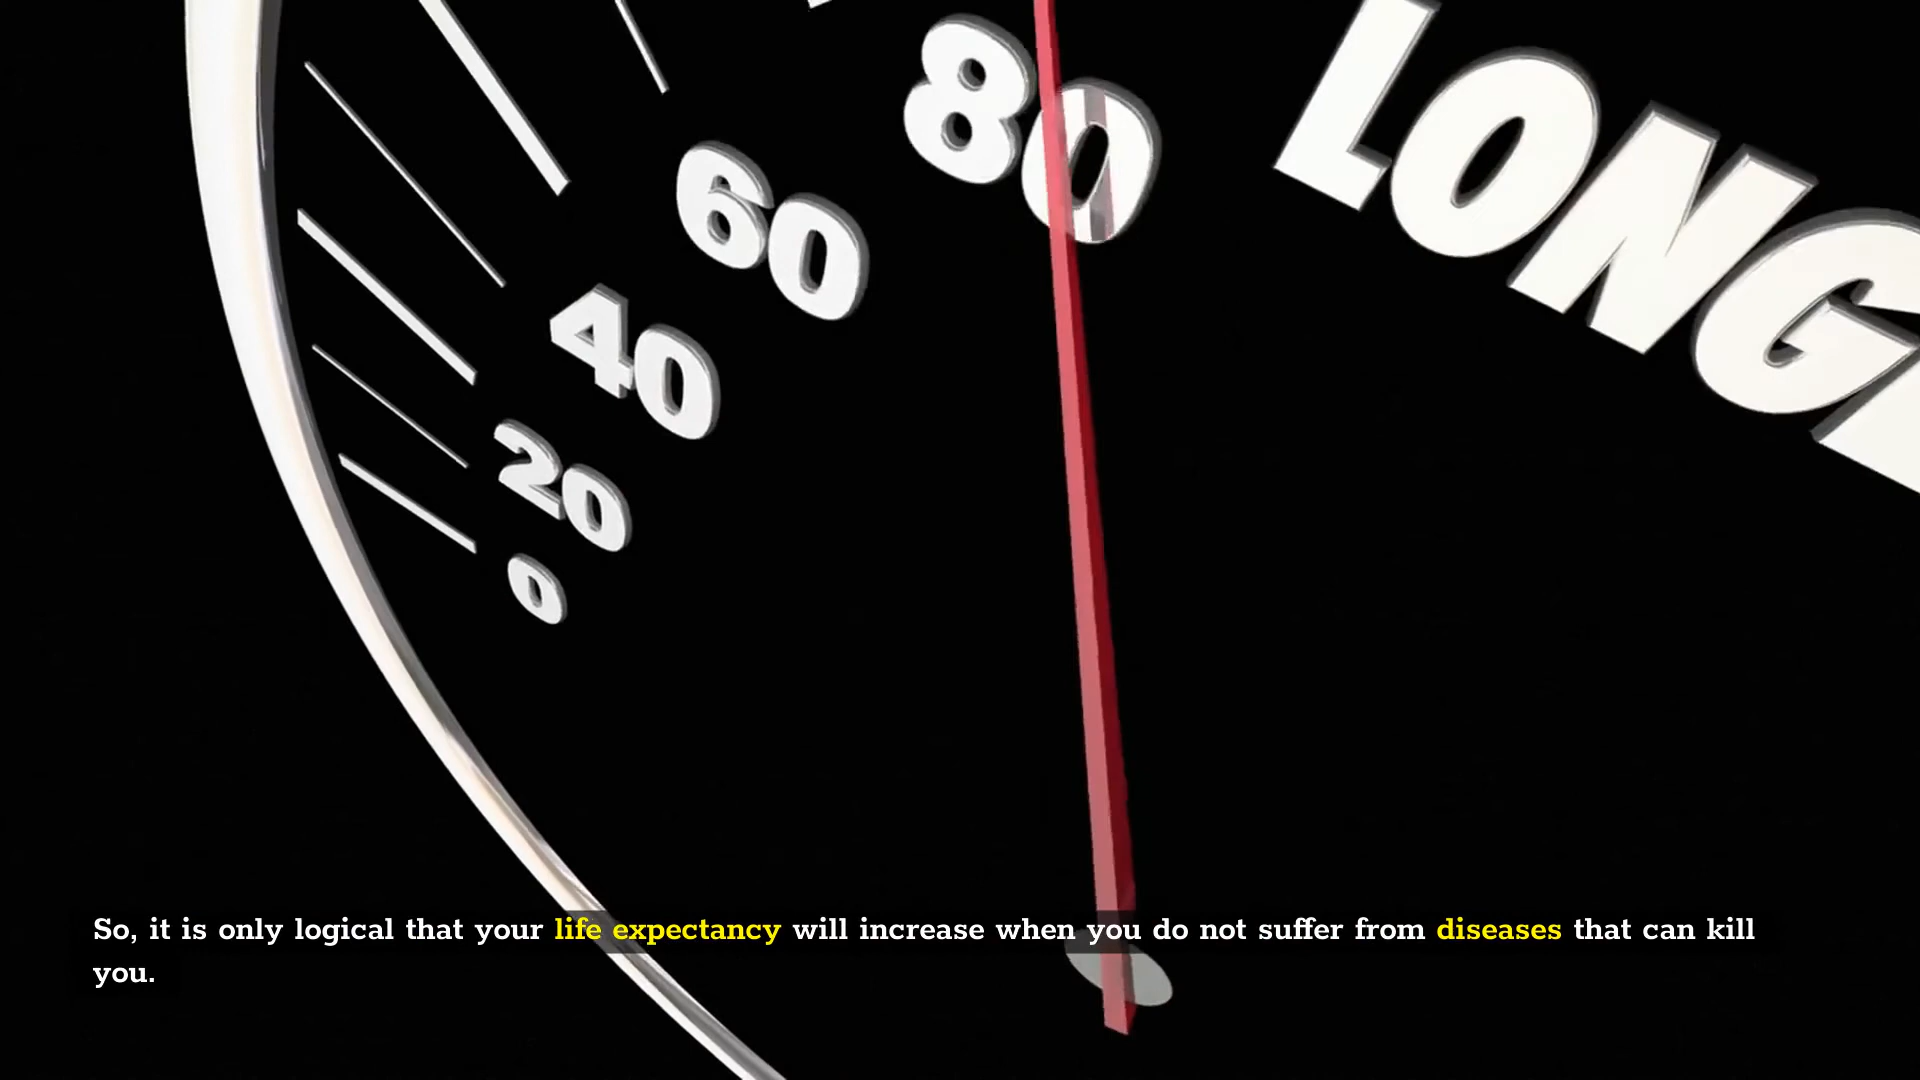 80
60
40
20
0
LONG
So, it is only logical that your life expectancy will increase when you do not suffer from diseases that can kill
you.